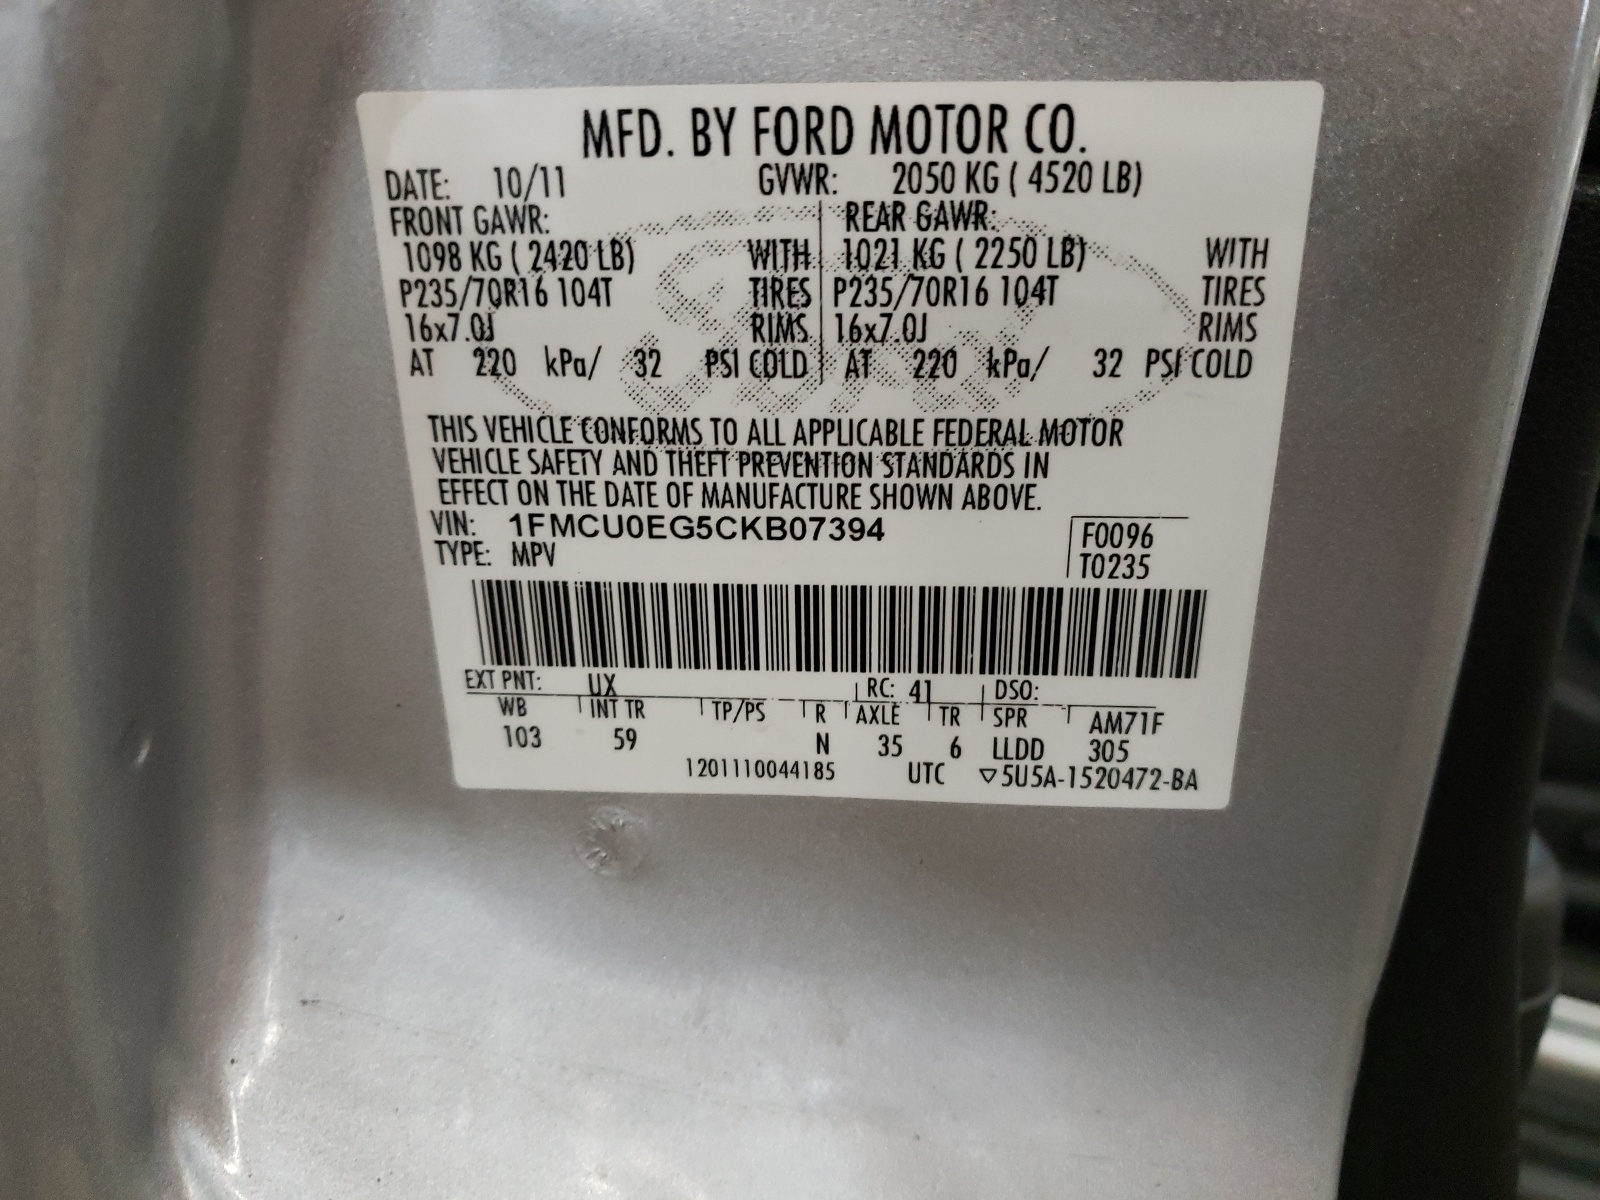 MFD. BY FORD MOTOR CO.
DATE: 10/11 GVWR: 2050 KG ( 4520 LB)
FRONT GAWR: REAR GAWR:
1098 KG ( 2420 LB) WITH 1021 KG ( 2250 LB) WITH
P235/70R16 104T TIRES P235/70R16 104T TIRES
16x7.0J RIMS 16x7.0J RIMS
AT 220 kPa/ 32 PSI COLD AT 220 kPa/ 32 PSI COLD
THIS VEHICLE CONFORMS TO ALL APPLICABLE FEDERAL MOTOR
VEHICLE SAFETY AND THEFT PREVENTION STANDARDS IN
EFFECT ON THE DATE OF MANUFACTURE SHOWN ABOVE.
VIN: 1FMCU0EG5CKB07394 F0096
TYPE: MPV T0235
EXT PNT: UX RC: 41 DSO:
WB INT TR TP/PS R AXLE TR SPR AM71F
103 59 N 35 6 LLDD 305
1201110044185 UTC ▽5U5A-1520472-BA
Ford